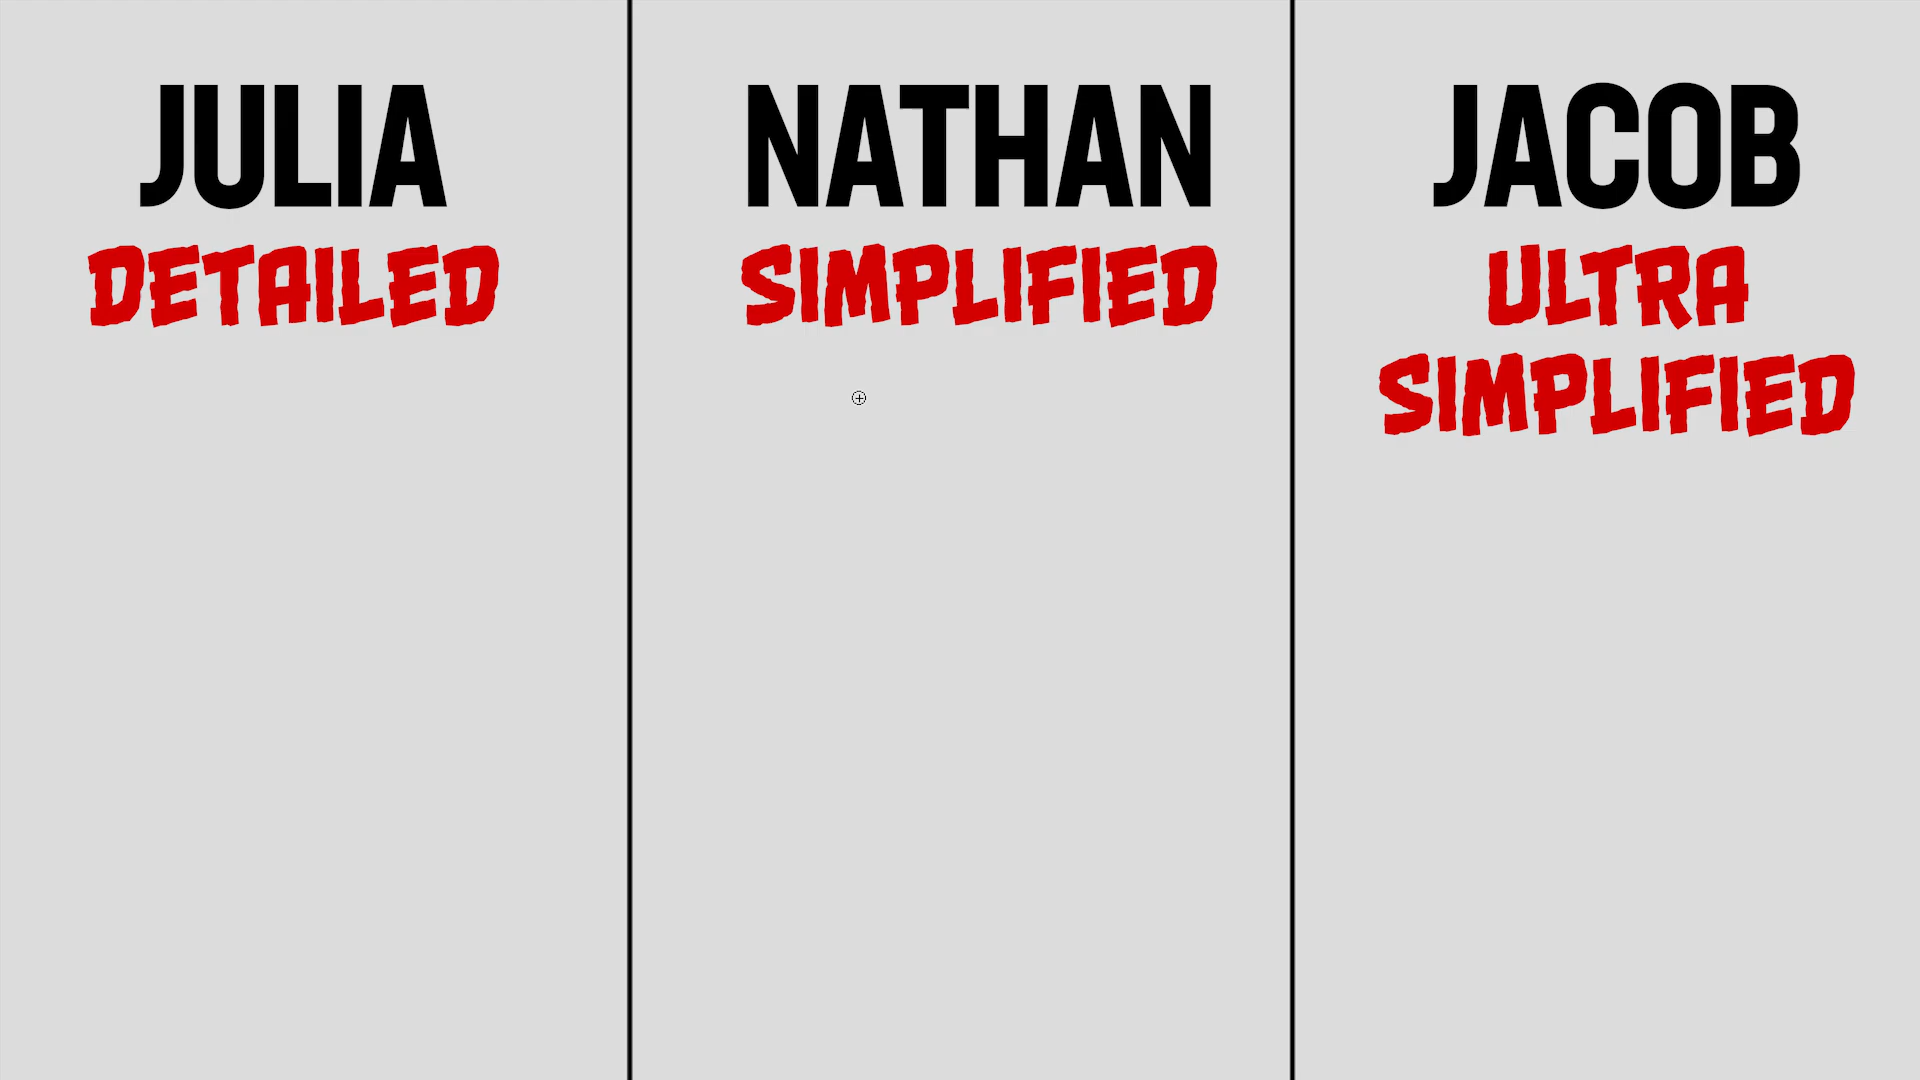 JULIA
DETAILED
NATHAN
SIMPLIFIED
JACOB
ULTRA
SIMPLIFIED